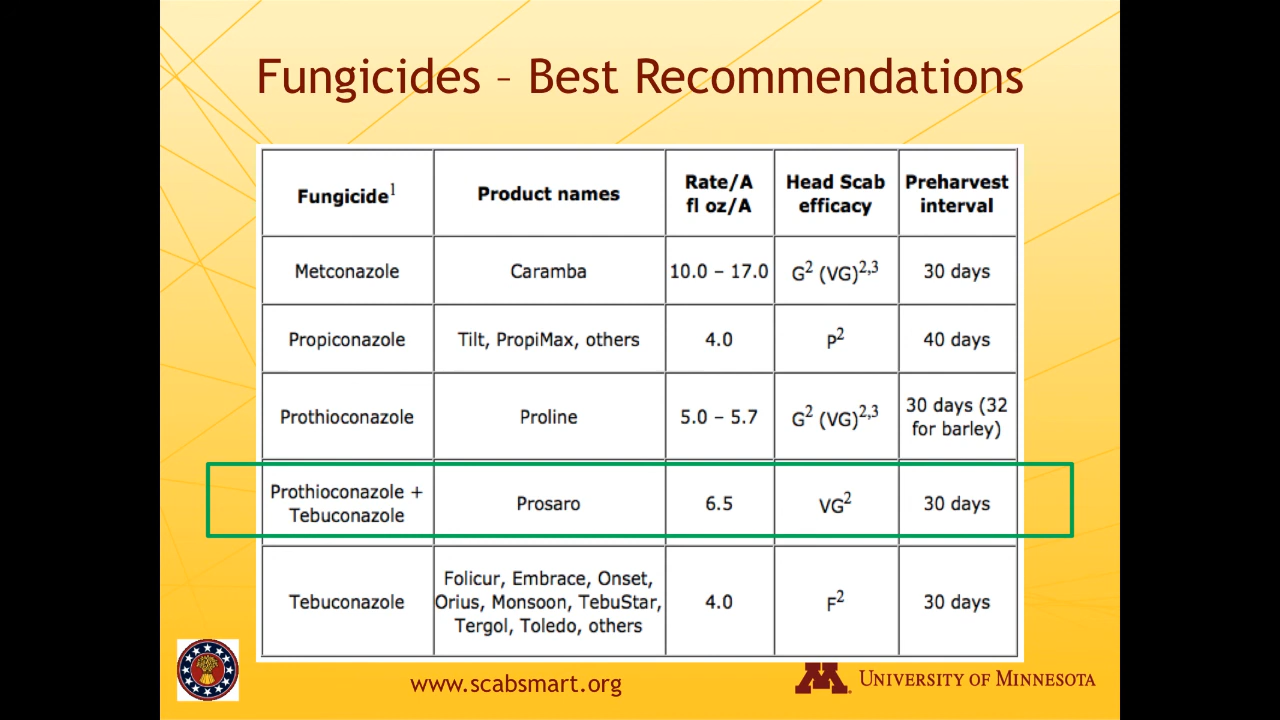 Fungicides – Best Recommendations
Fungicide¹ Product names Rate/A fl oz/A Head Scab efficacy Preharvest interval
Metconazole Caramba 10.0 – 17.0 G² (VG)²,³ 30 days
Propiconazole Tilt, PropiMax, others 4.0 P² 40 days
Prothioconazole Proline 5.0 – 5.7 G² (VG)²,³ 30 days (32 for barley)
Prothioconazole + Tebuconazole Prosaro 6.5 VG² 30 days
Tebuconazole Folicur, Embrace, Onset, Orius, Monsoon, TebuStar, Tergol, Toledo, others 4.0 F² 30 days
www.scabsmart.org
M UNIVERSITY OF MINNESOTA